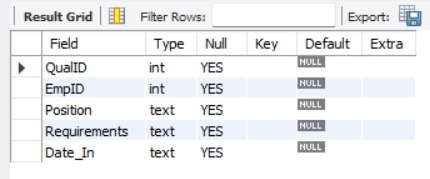 Result Grid Filter Rows: Export:
Field Type Null Key Default Extra
QualID int YES NULL
EmpID int YES NULL
Position text YES NULL
Requirements text YES NULL
Date_In text YES NULL